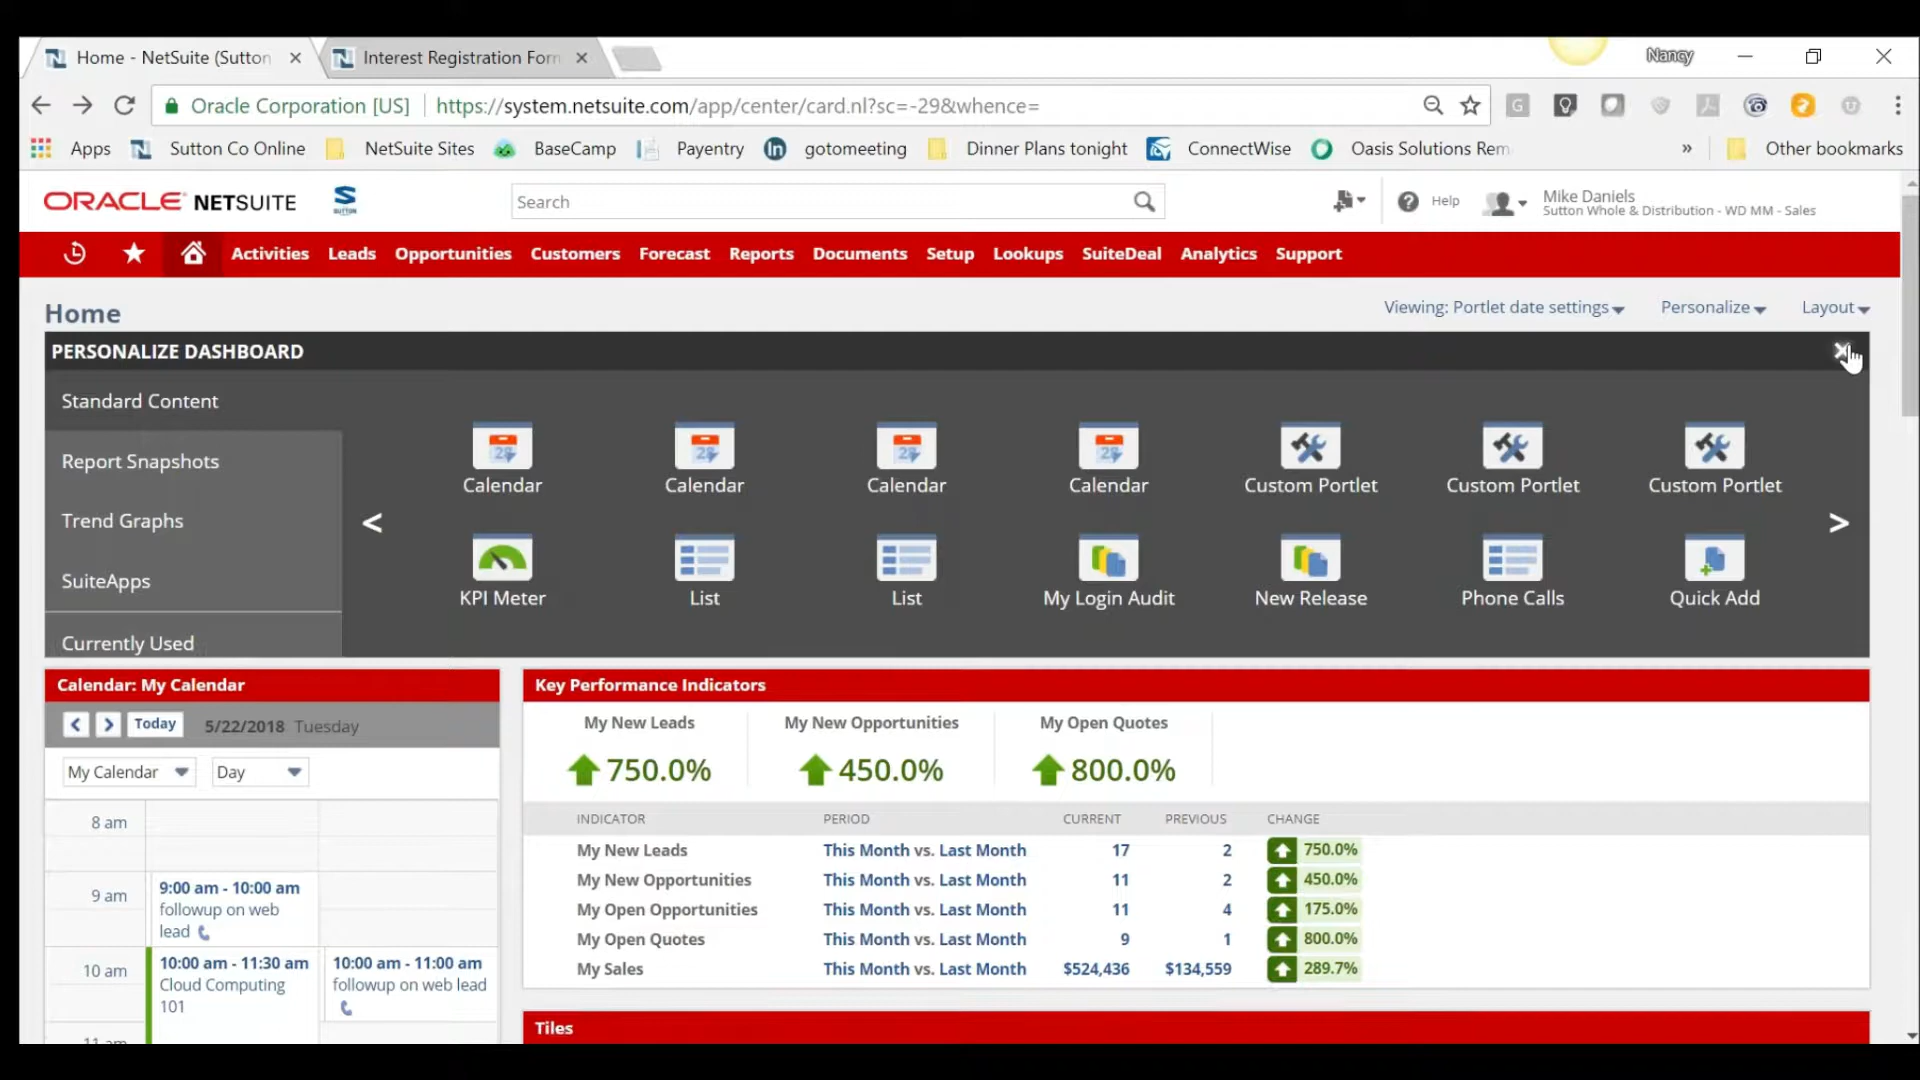 Home - NetSuite (Sutton
Interest Registration Form
Nancy
Oracle Corporation [US]
https://system.netsuite.com/app/center/card.nl?sc=-29&whence=
Apps
Sutton Co Online
NetSuite Sites
BaseCamp
Payentry
gotomeeting
Dinner Plans tonight
ConnectWise
Oasis Solutions Rem
»
Other bookmarks
ORACLE NETSUITE
SUTTON
Search
Help
Mike Daniels
Sutton Whole & Distribution - WD MM - Sales
Activities
Leads
Opportunities
Customers
Forecast
Reports
Documents
Setup
Lookups
SuiteDeal
Analytics
Support
Home
Viewing: Portlet date settings
Personalize
Layout
PERSONALIZE DASHBOARD
Standard Content
Report Snapshots
Trend Graphs
SuiteApps
Currently Used
Calendar
Calendar
Calendar
Calendar
Custom Portlet
Custom Portlet
Custom Portlet
KPI Meter
List
List
My Login Audit
New Release
Phone Calls
Quick Add
Calendar: My Calendar
Today
5/22/2018 Tuesday
My Calendar
Day
8 am
9 am
9:00 am - 10:00 am
followup on web
lead
10 am
10:00 am - 11:30 am
Cloud Computing
101
10:00 am - 11:00 am
followup on web lead
11 am
Key Performance Indicators
My New Leads
750.0%
My New Opportunities
450.0%
My Open Quotes
800.0%
INDICATOR PERIOD CURRENT PREVIOUS CHANGE
My New Leads This Month vs. Last Month 17 2 750.0%
My New Opportunities This Month vs. Last Month 11 2 450.0%
My Open Opportunities This Month vs. Last Month 11 4 175.0%
My Open Quotes This Month vs. Last Month 9 1 800.0%
My Sales This Month vs. Last Month $524,436 $134,559 289.7%
Tiles